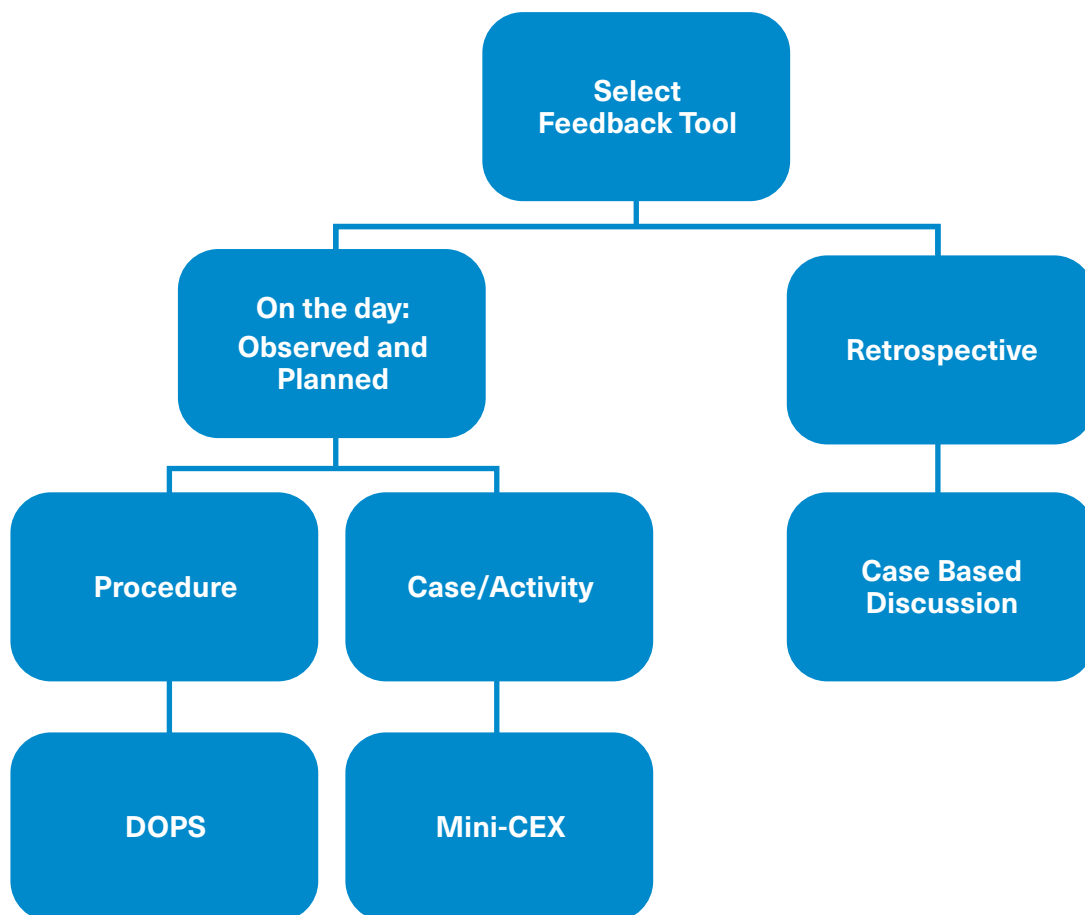 Select
Feedback Tool
On the day:
Observed and
Planned
Retrospective
Procedure
Case/Activity
Case Based
Discussion
DOPS
Mini-CEX